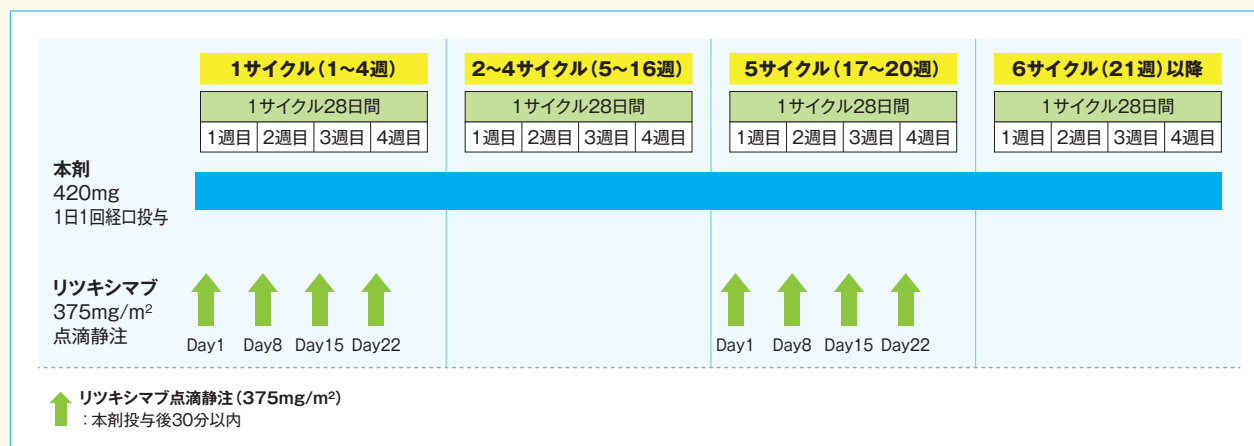 1サイクル（1～4週） 2～4サイクル（5～16週） 5サイクル（17～20週） 6サイクル（21週）以降
1サイクル28日間 1サイクル28日間 1サイクル28日間 1サイクル28日間
1週目 2週目 3週目 4週目 1週目 2週目 3週目 4週目 1週目 2週目 3週目 4週目 1週目 2週目 3週目 4週目
本剤
420mg
1日1回経口投与
リツキシマブ
375mg/m²
点滴静注
Day1 Day8 Day15 Day22 Day1 Day8 Day15 Day22
リツキシマブ点滴静注（375mg/m²）
：本剤投与後30分以内